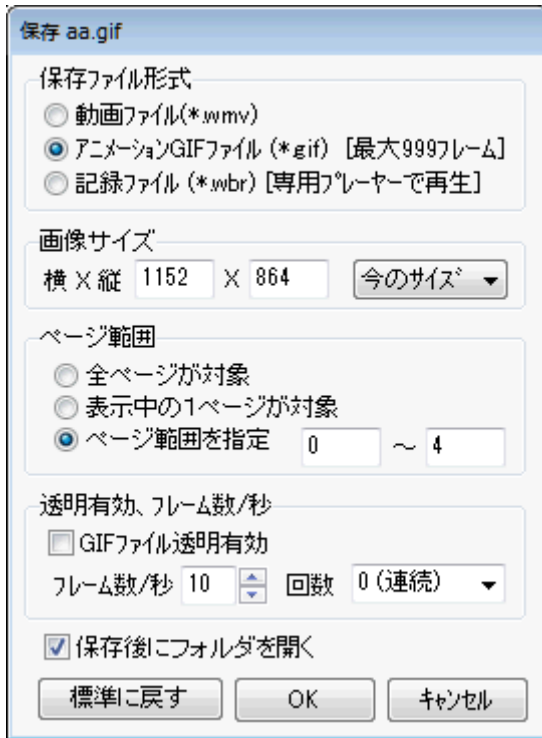 保存 aa.gif
保存ファイル形式
動画ファイル(*.wmv)
アニメーションGIFファイル (*.gif) [最大999フレーム]
記録ファイル (*.wbr) [専用プレーヤーで再生]
画像サイズ
横 X 縦 1152 X 864 今のサイズ
ページ範囲
全ページが対象
表示中の1ページが対象
ページ範囲を指定 0 ～ 4
透明有効、フレーム数/秒
GIFファイル透明有効
フレーム数/秒 10 回数 0 (連続)
保存後にフォルダを開く
標準に戻す OK キャンセル